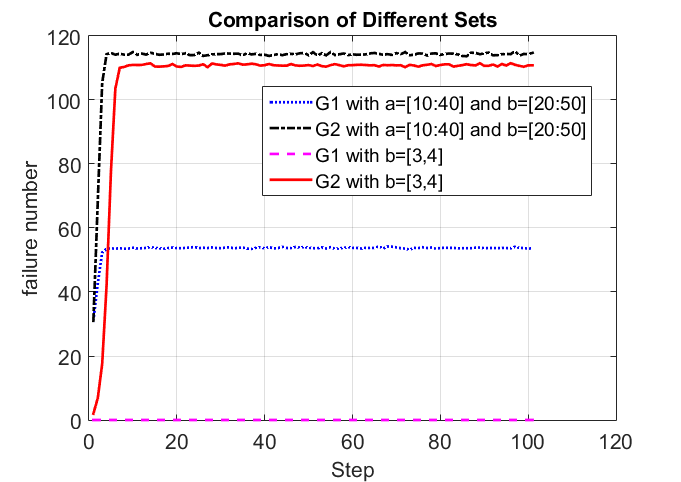 Comparison of Different Sets
120
100
80
60
40
20
0
failure number
G1 with a=[10:40] and b=[20:50]
G2 with a=[10:40] and b=[20:50]
G1 with b=[3,4]
G2 with b=[3,4]
0 20 40 60 80 100 120
Step